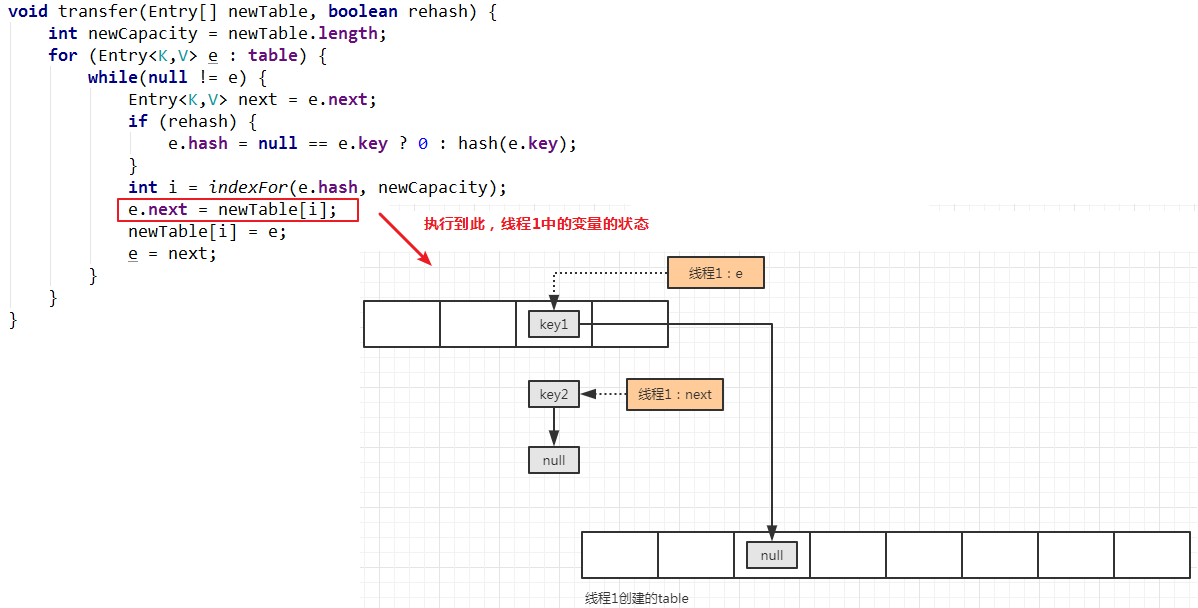 void transfer(Entry[] newTable, boolean rehash) {
int newCapacity = newTable.length;
for (Entry<K,V> e : table) {
while(null != e) {
Entry<K,V> next = e.next;
if (rehash) {
e.hash = null == e.key ? 0 : hash(e.key);
}
int i = indexFor(e.hash, newCapacity);
e.next = newTable[i];
newTable[i] = e;
e = next;
}
}
}
执行到此，线程1中的变量的状态
线程1：e
key1
key2
线程1：next
null
null
线程1创建的table